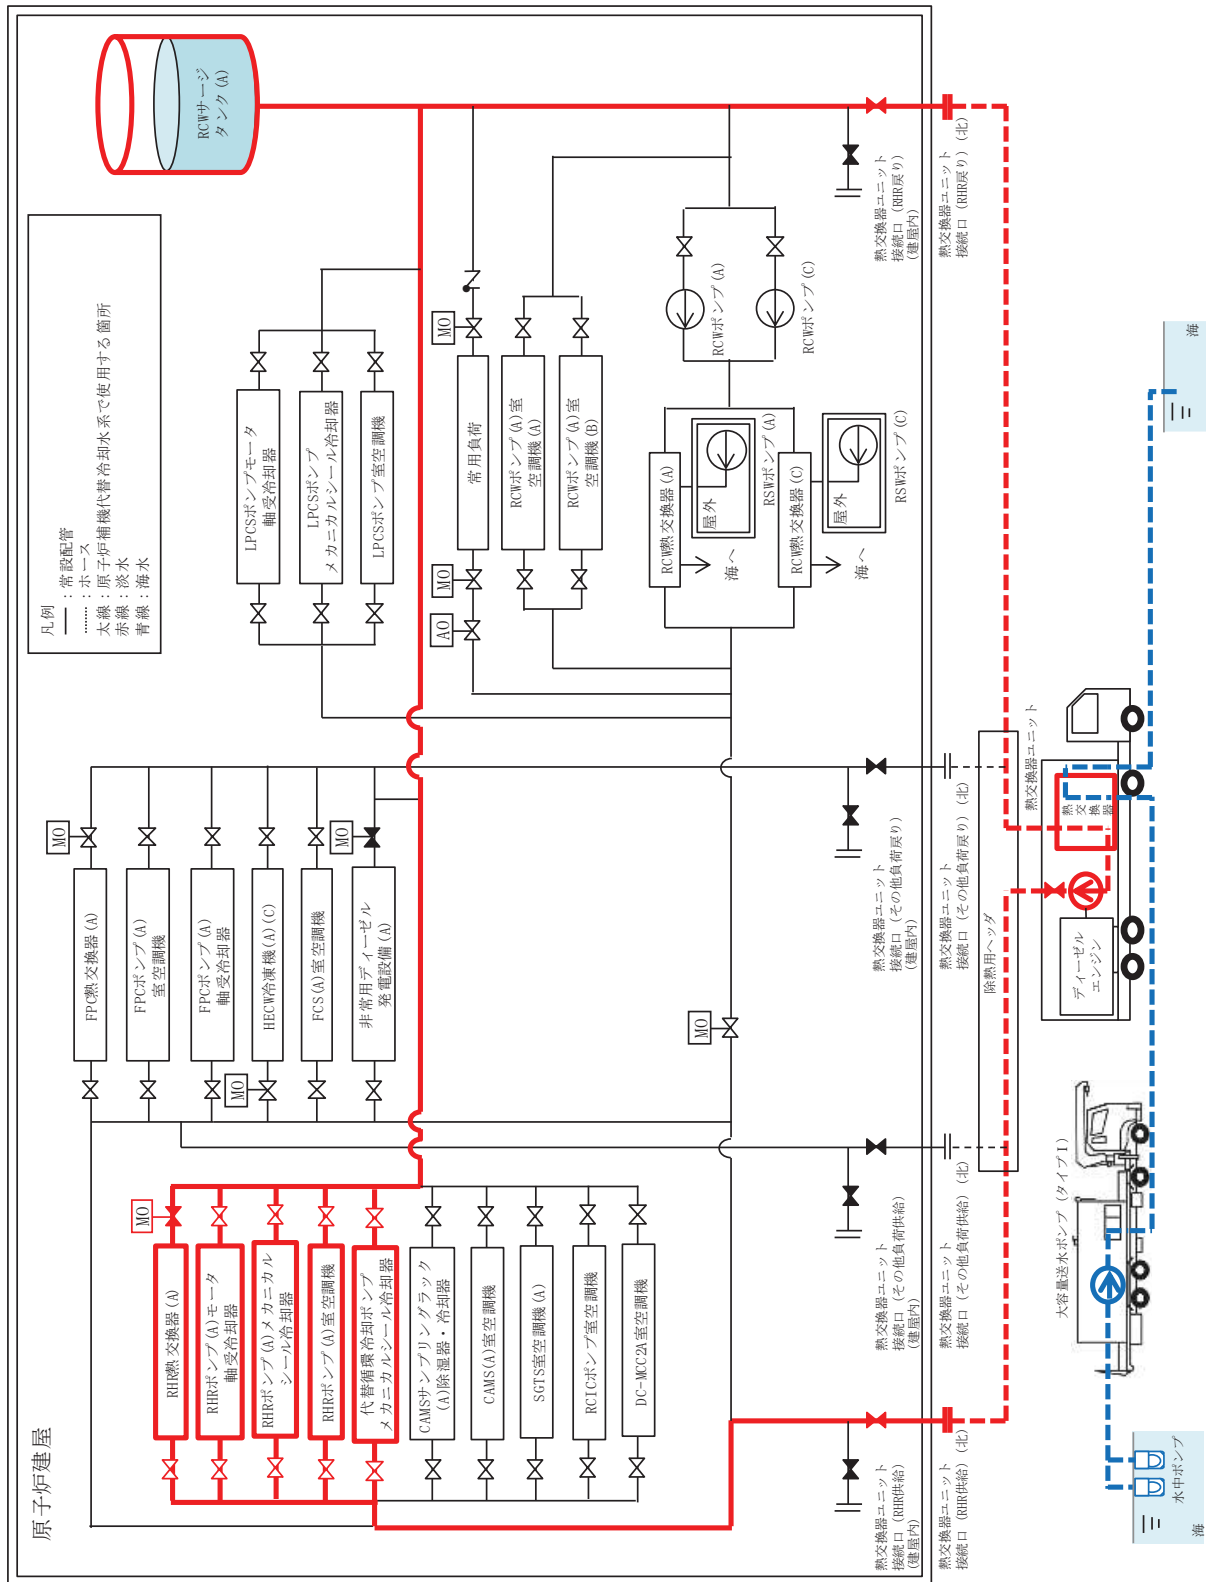 原子炉建屋
凡例
：常設配管
：ホース
太線：原子炉補機代替冷却水系で使用する箇所
赤線：淡水
青線：海水
RCWサージ
タンク(A)
MO
RHR熱交換器(A)
RHRポンプ(A)モータ
軸受冷却器
RHRポンプ(A)メカニカル
シール冷却器
RHRポンプ(A)室空調機
代替循環冷却ポンプ
メカニカルシール冷却器
CAMSサンプリングラック
(A)除湿器・冷却器
CAMS(A)室空調機
SGTS室空調機(A)
RCICポンプ室空調機
DC-MCC2A室空調機
MO
FPC熱交換器(A)
FPCポンプ(A)
室空調機
FPCポンプ(A)
軸受冷却器
MO
HECW冷凍機(A)(C)
FCS(A)室空調機
MO
非常用ディーゼル
発電設備(A)
MO
LPCSポンプモータ
軸受冷却器
LPCSポンプ
メカニカルシール冷却器
LPCSポンプ室空調機
AO
MO
常用負荷
MO
RCWポンプ(A)室
空調機(A)
RCWポンプ(A)室
空調機(B)
RCW熱交換器(A)
海へ
屋外
RSWポンプ(A)
RCW熱交換器(C)
海へ
屋外
RSWポンプ(C)
RCWポンプ(A)
RCWポンプ(C)
熱交換器ユニット
接続口（RHR供給）
(建屋内)
熱交換器ユニット
接続口（RHR供給）（北）
熱交換器ユニット
接続口（その他負荷供給）
(建屋内)
熱交換器ユニット
接続口（その他負荷供給）（北）
熱交換器ユニット
接続口（その他負荷戻り）
(建屋内)
熱交換器ユニット
接続口（その他負荷戻り）（北）
熱交換器ユニット
接続口（RHR戻り）
(建屋内)
熱交換器ユニット
接続口（RHR戻り）（北）
除熱用ヘッダ
熱交換器ユニット
熱交換器
ディーゼル
エンジン
大容量送水ポンプ（タイプⅠ）
水中ポンプ
海
海